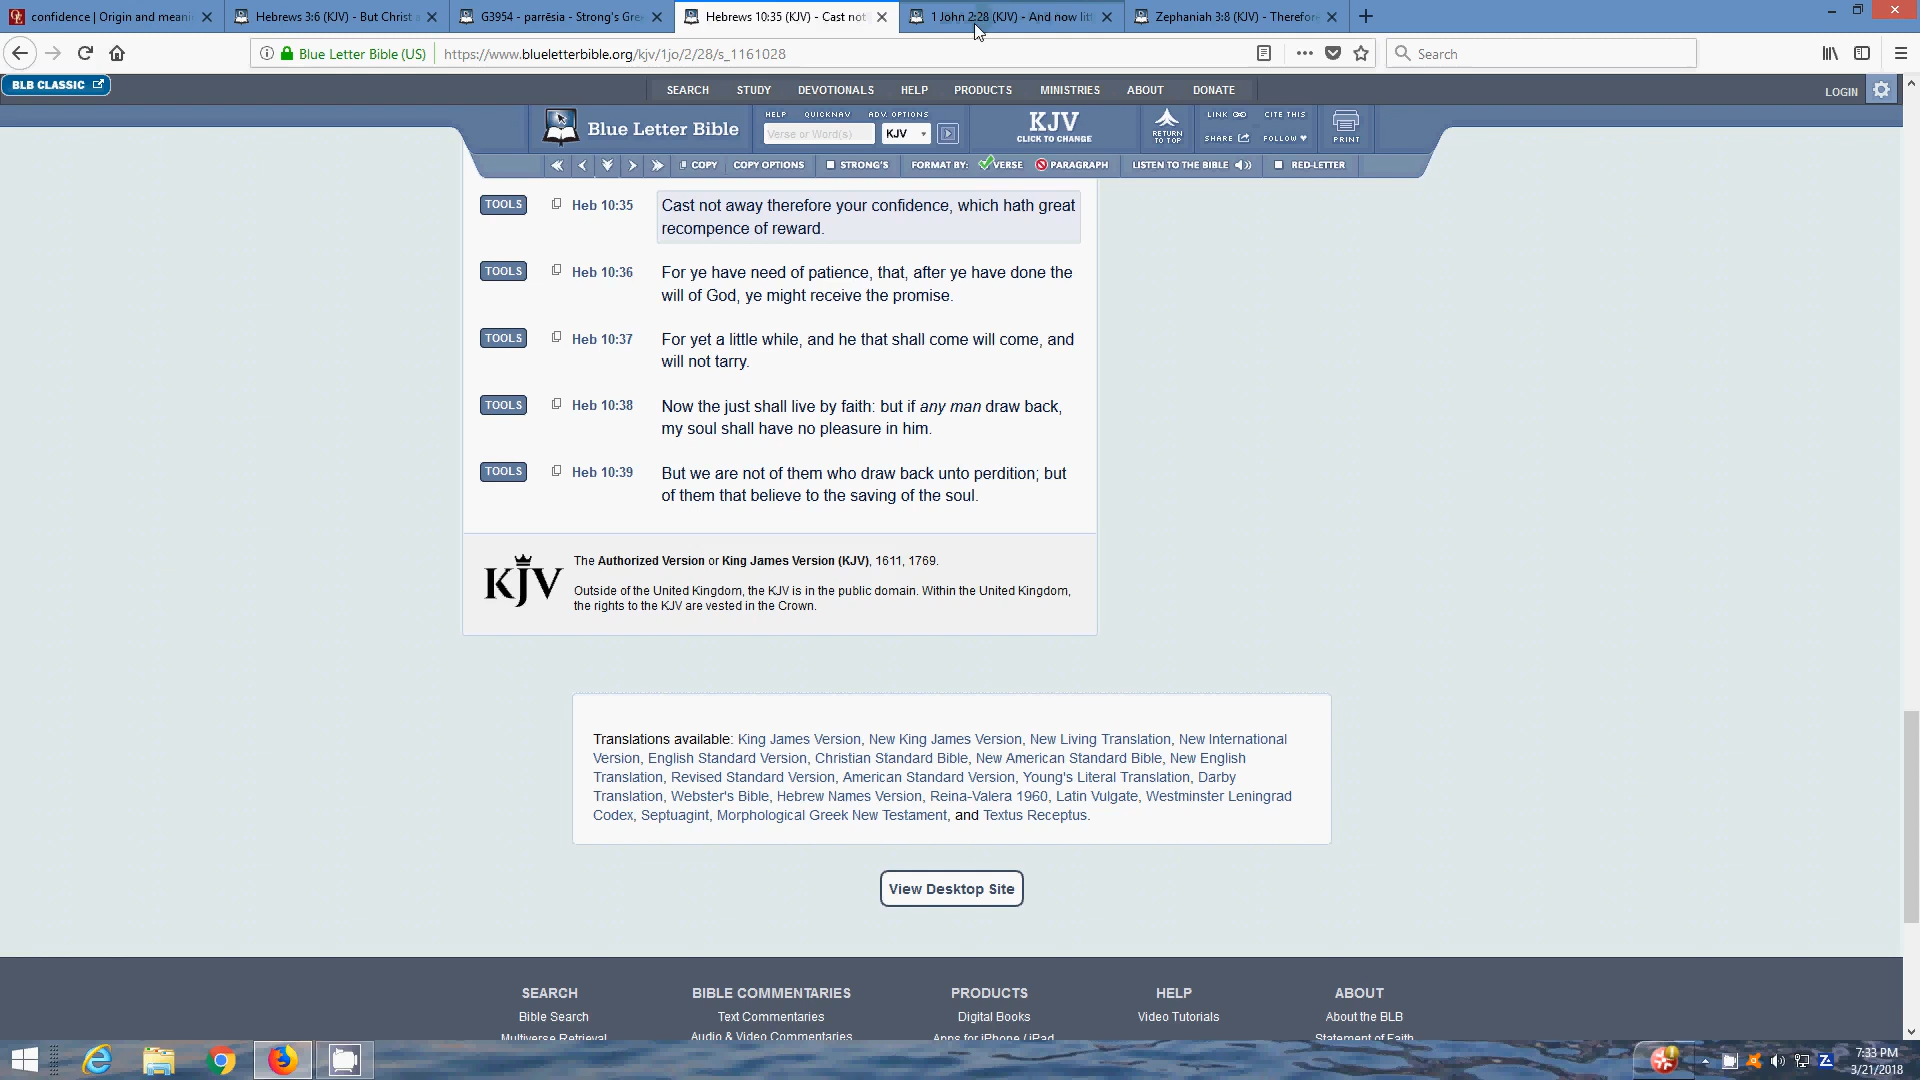 confidence | Origin and meani
Hebrews 3:6 (KJV) - But Christ a
G3954 - parrēsia - Strong's Gre
Hebrews 10:35 (KJV) - Cast not
1 John 2:28 (KJV) - And now litt
Zephaniah 3:8 (KJV) - Therefor
Blue Letter Bible (US)
https://www.blueletterbible.org/kjv/1jo/2/28/s_1161028
Search
BLB CLASSIC
SEARCH STUDY DEVOTIONALS HELP PRODUCTS MINISTRIES ABOUT DONATE
LOGIN
Blue Letter Bible
HELP QUICKNAV ADV. OPTIONS
Verse or Word(s)
KJV
KJV
CLICK TO CHANGE
RETURN
TO TOP
LINK CITE THIS
SHARE FOLLOW
PRINT
COPY COPY OPTIONS STRONG'S FORMAT BY: VERSE PARAGRAPH LISTEN TO THE BIBLE RED-LETTER
TOOLS Heb 10:35 Cast not away therefore your confidence, which hath great
recompence of reward.
TOOLS Heb 10:36 For ye have need of patience, that, after ye have done the
will of God, ye might receive the promise.
TOOLS Heb 10:37 For yet a little while, and he that shall come will come, and
will not tarry.
TOOLS Heb 10:38 Now the just shall live by faith: but if any man draw back,
my soul shall have no pleasure in him.
TOOLS Heb 10:39 But we are not of them who draw back unto perdition; but
of them that believe to the saving of the soul.
KJV
The Authorized Version or King James Version (KJV), 1611, 1769.
Outside of the United Kingdom, the KJV is in the public domain. Within the United Kingdom,
the rights to the KJV are vested in the Crown.
Translations available: King James Version, New King James Version, New Living Translation, New International
Version, English Standard Version, Christian Standard Bible, New American Standard Bible, New English
Translation, Revised Standard Version, American Standard Version, Young's Literal Translation, Darby
Translation, Webster's Bible, Hebrew Names Version, Reina-Valera 1960, Latin Vulgate, Westminster Leningrad
Codex, Septuagint, Morphological Greek New Testament, and Textus Receptus.
View Desktop Site
SEARCH BIBLE COMMENTARIES PRODUCTS HELP ABOUT
Bible Search Text Commentaries Digital Books Video Tutorials About the BLB
Multiverse Retrieval Audio & Video Commentaries Apps for iPhone / iPad Statement of Faith
7:33 PM
3/21/2018